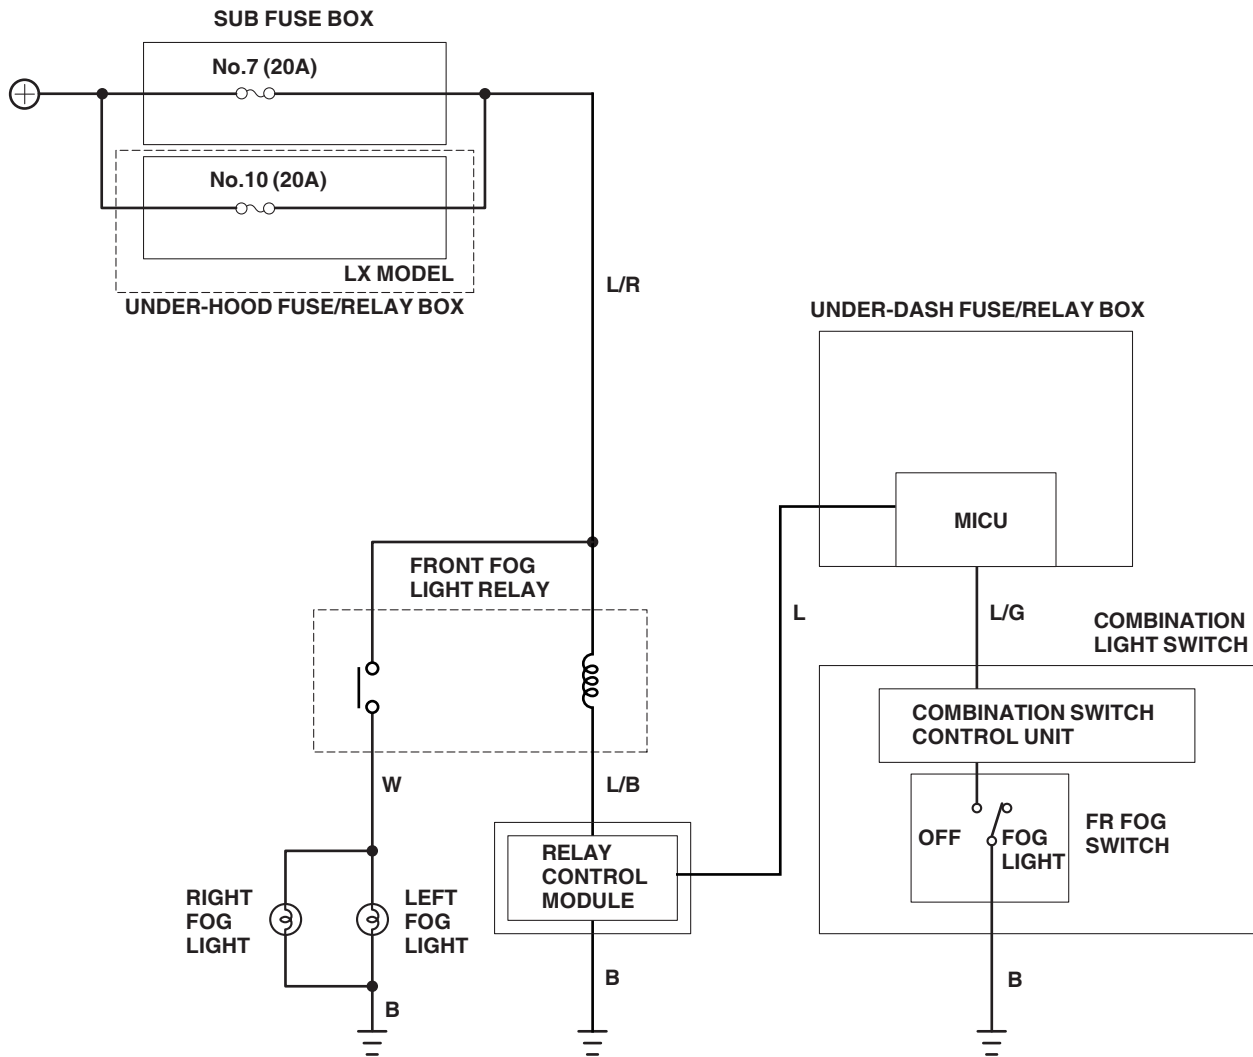 SUB FUSE BOX
No.7 (20A)
No.10 (20A)
LX MODEL
UNDER-HOOD FUSE/RELAY BOX
L/R
UNDER-DASH FUSE/RELAY BOX
MICU
FRONT FOG
LIGHT RELAY
L
L/G
COMBINATION
LIGHT SWITCH
COMBINATION SWITCH
CONTROL UNIT
W
L/B
OFF
FOG
LIGHT
FR FOG
SWITCH
RELAY
CONTROL
MODULE
RIGHT
FOG
LIGHT
LEFT
FOG
LIGHT
B
B
B